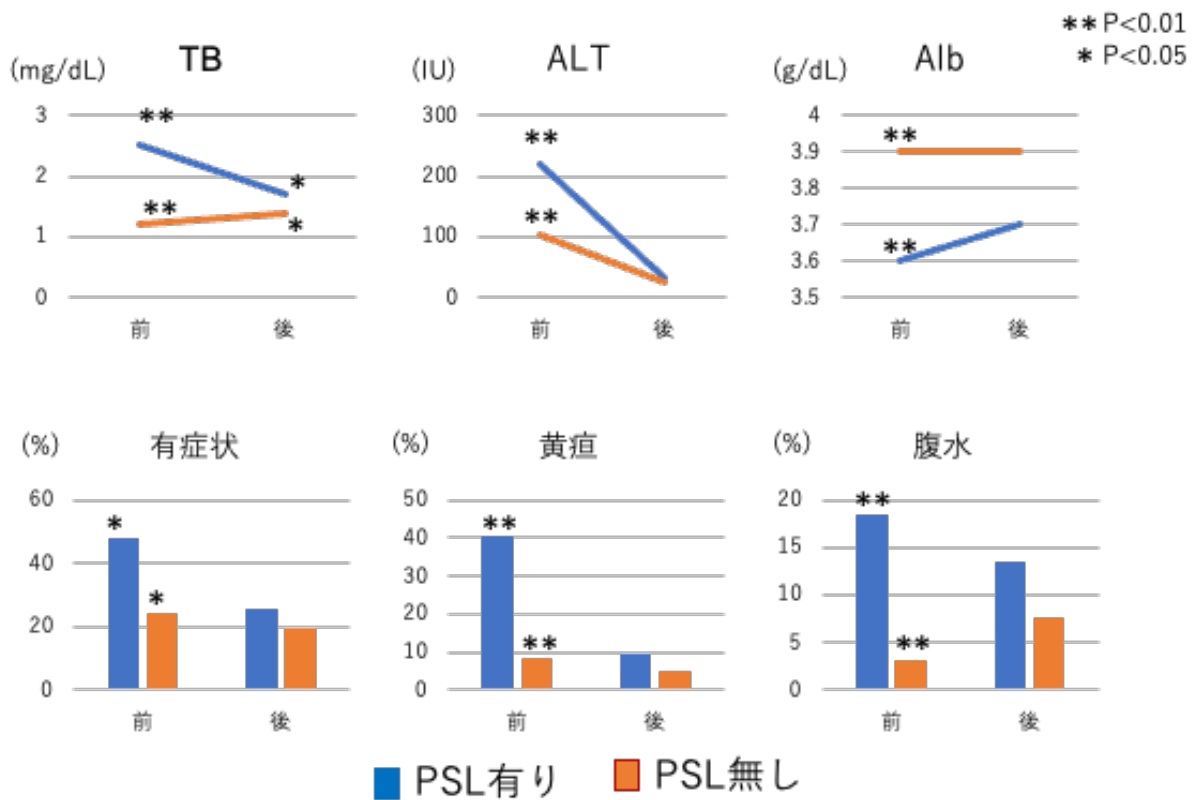 ** P<0.01
* P<0.05
(mg/dL) TB
3
2
1
0
** ** * *
前 後
(IU) ALT
300
200
100
0
** **
前 後
(g/dL) Alb
4
3.9
3.8
3.7
3.6
3.5
** **
前 後
(%) 有症状
60
40
20
0
* *
前 後
(%) 黄疸
50
40
30
20
10
0
** **
前 後
(%) 腹水
20
15
10
5
0
** **
前 後
PSL有り PSL無し